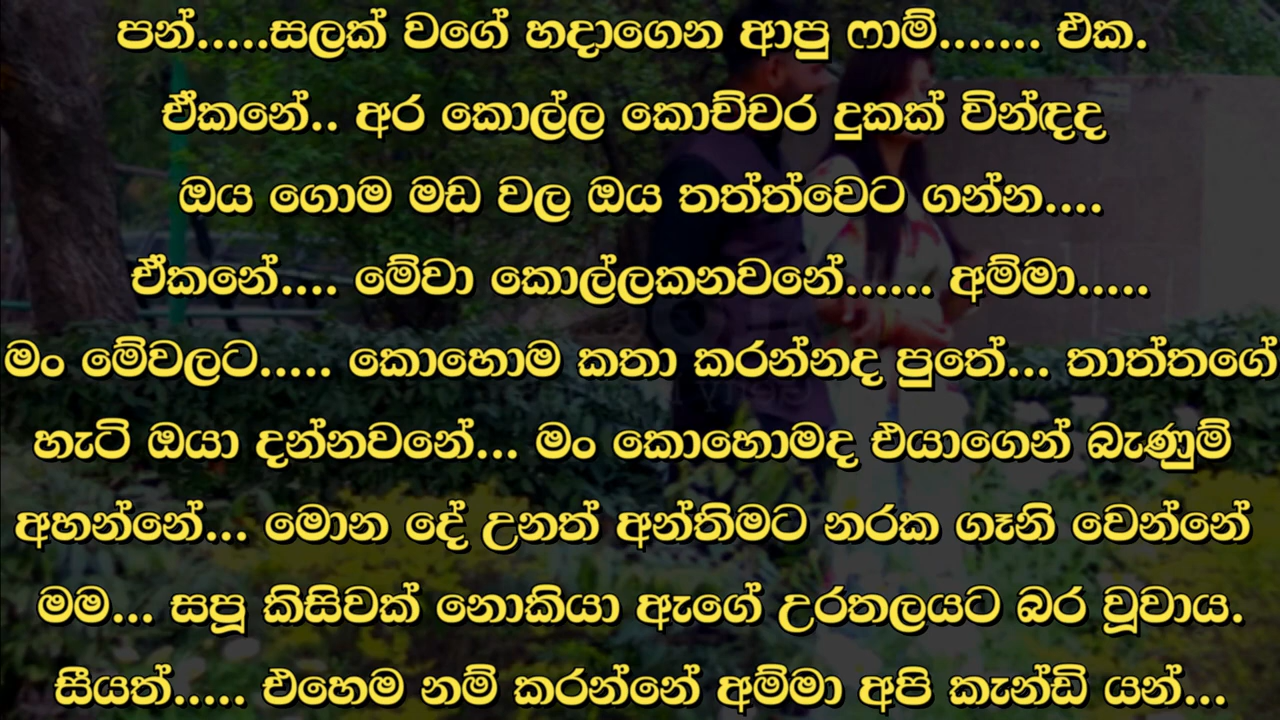 පන්.....සලක් වගේ හදාගෙන ආපු ෆාම්....... එක.
ඒකනේ.. අර කොල්ල කොච්චර දුකක් වින්ඳද
ඔය ගොම මඩ වල ඔය තත්ත්වෙට ගන්න....
ඒකනේ.... මේවා කොල්ලකනවනේ...... අම්මා.....
මං මේවලට..... කොහොම කතා කරන්නද පුතේ... තාත්තගේ
හැටි ඔයා දන්නවනේ... මං කොහොමද එයාගෙන් බැණුම්
අහන්නේ... මොන දේ උනත් අන්තිමට නරක ගෑනි වෙන්නේ
මම... සපූ කිසිවක් නොකියා ඇගේ උරතලයට බර වූවාය.
සීයත්..... එහෙම නම් කරන්නේ අම්මා අපි කැන්ඩි යන්...